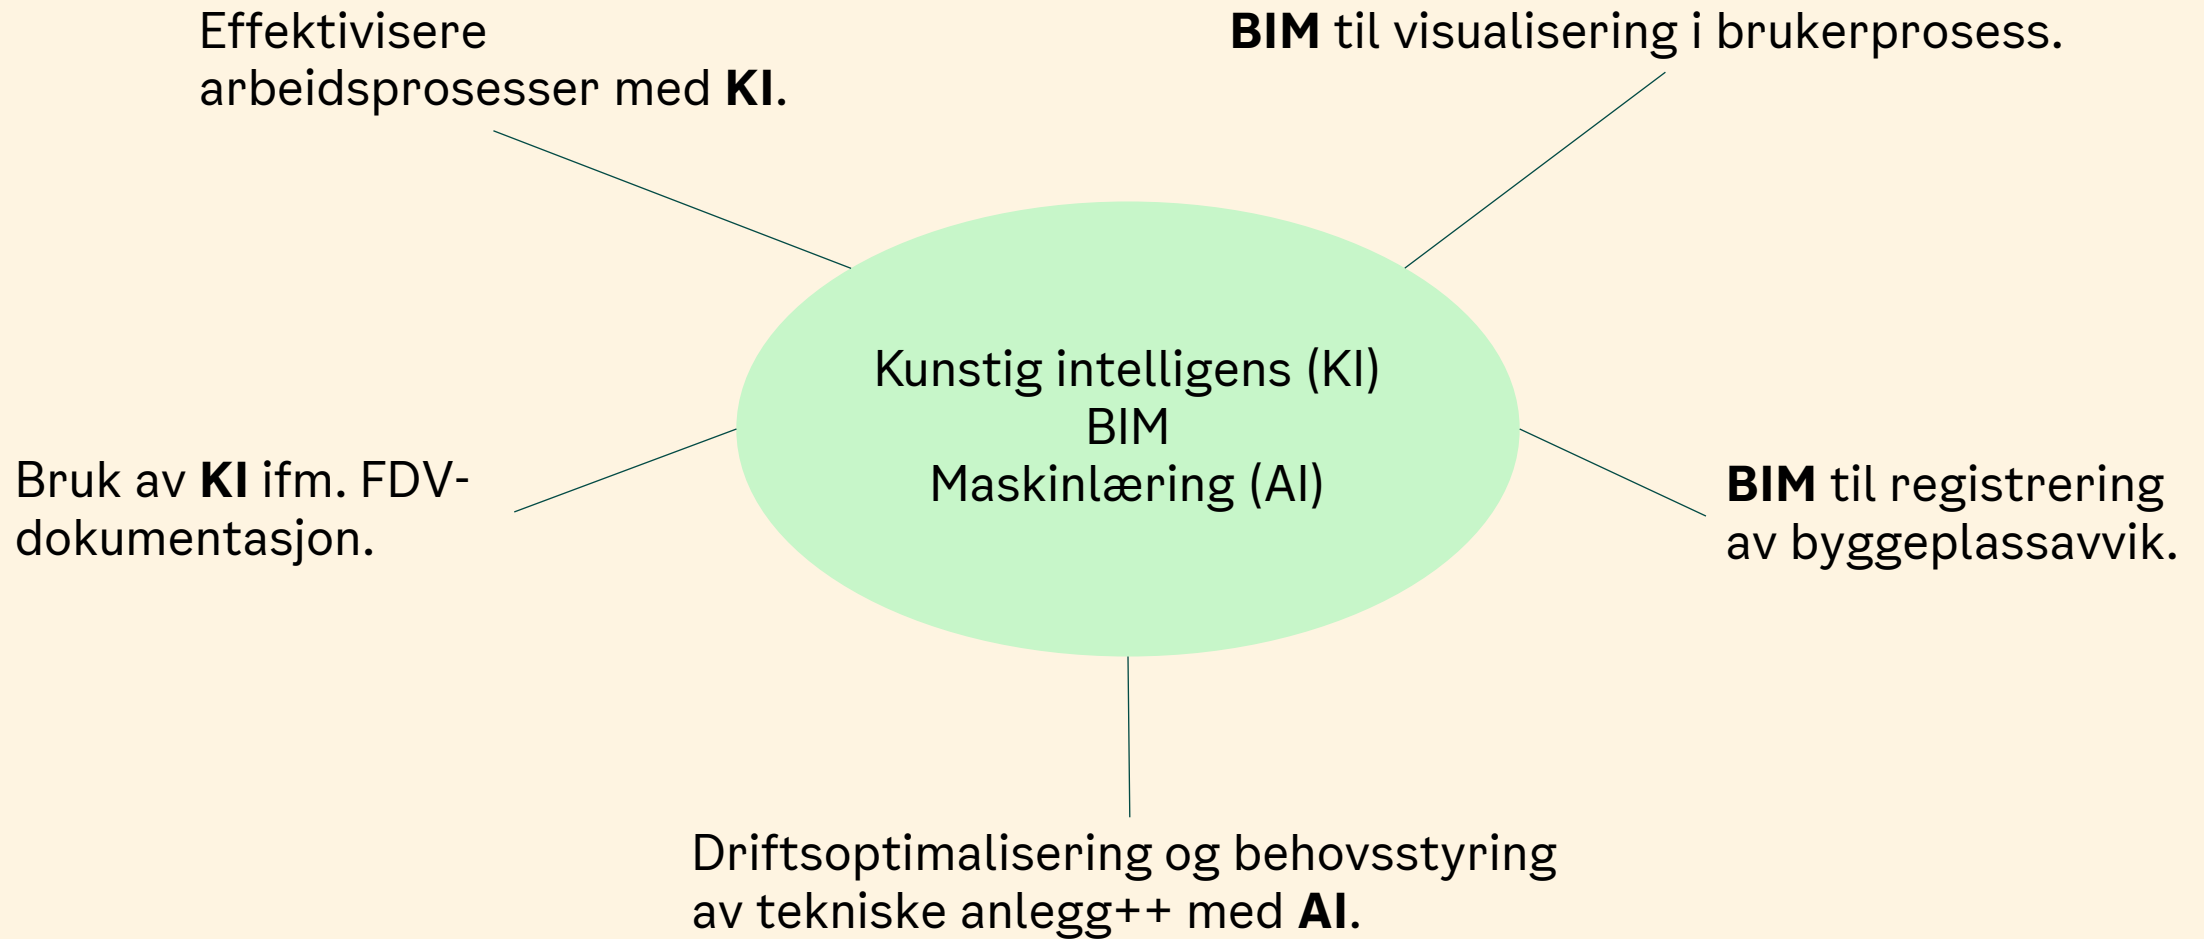 Effektivisere
arbeidsprosesser med KI.
BIM til visualisering i brukerprosess.
Kunstig intelligens (KI)
BIM
Maskinlæring (AI)
Bruk av KI ifm. FDV-
dokumentasjon.
BIM til registrering
av byggeplassavvik.
Driftsoptimalisering og behovsstyring
av tekniske anlegg++ med AI.